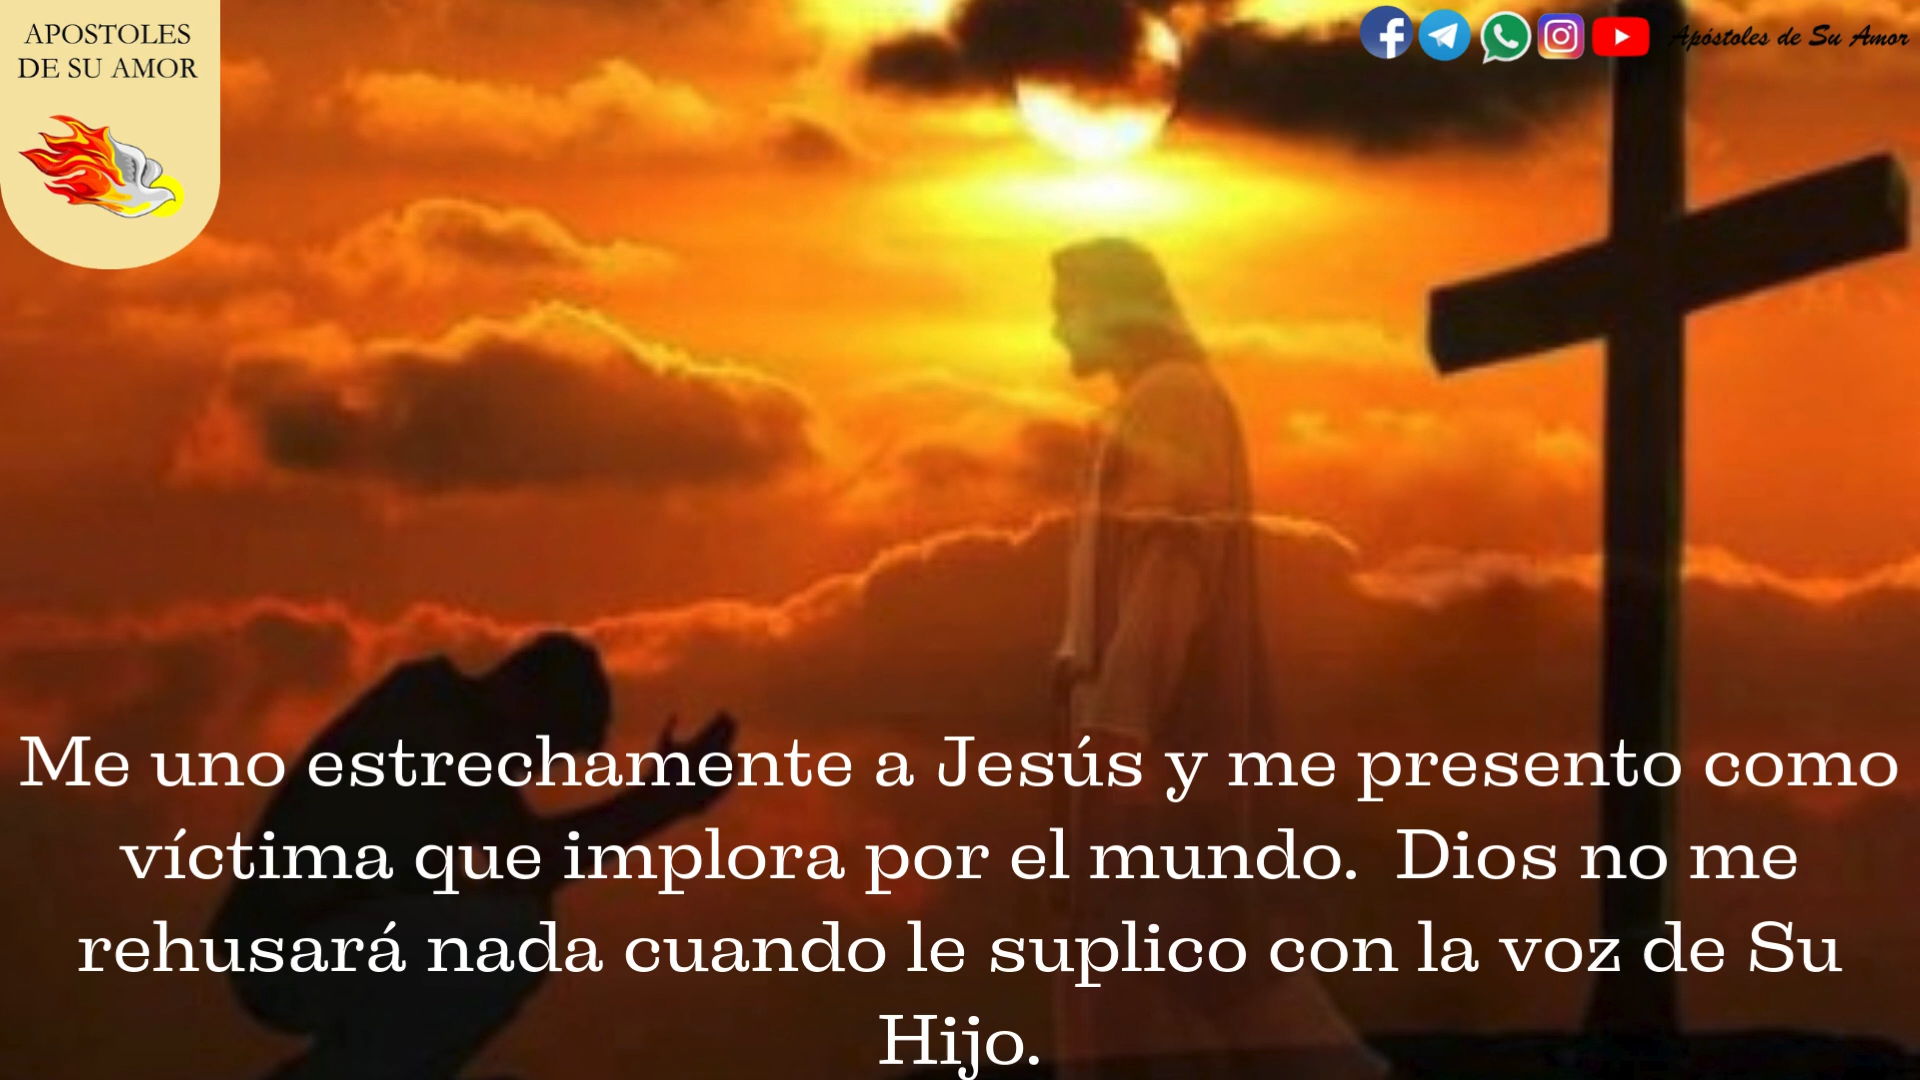 APOSTOLES
DE SU AMOR
Apóstoles de Su Amor
Me uno estrechamente a Jesús y me presento como
víctima que implora por el mundo. Dios no me
rehusará nada cuando le suplico con la voz de Su
Hijo.